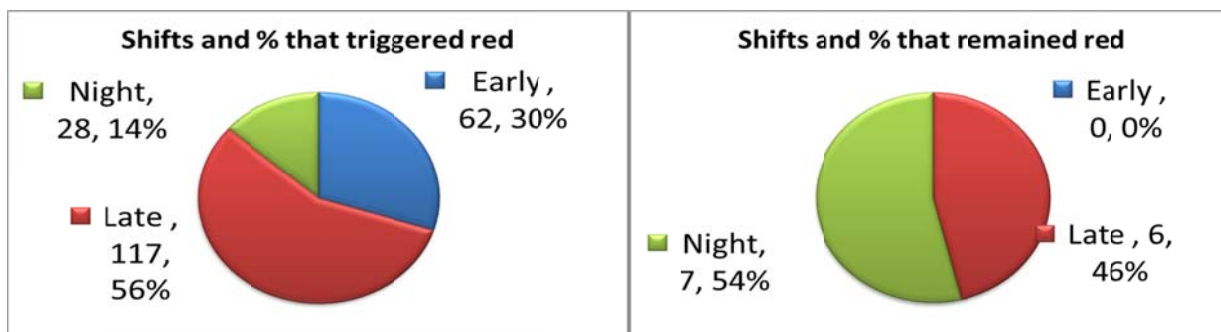 Shifts and % that triggered red
Night,
28, 14%
Early ,
62, 30%
Late ,
117,
56%
Shifts and % that remained red
Early ,
0, 0%
Night,
7, 54%
Late , 6,
46%